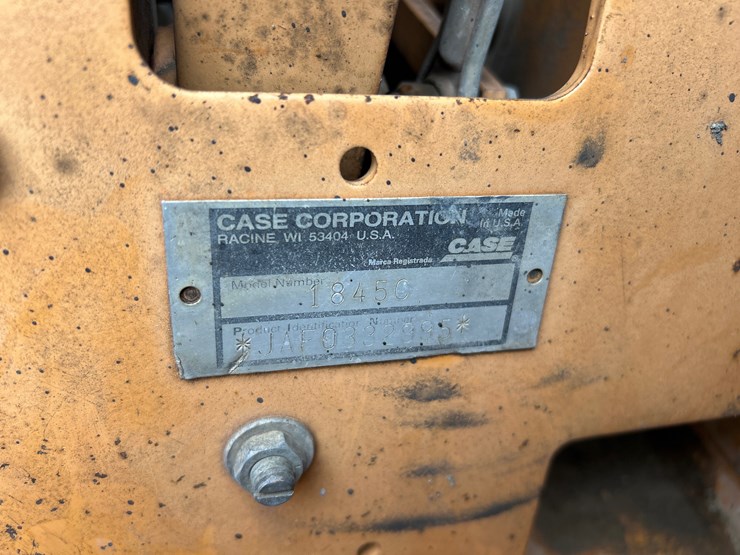 CASE CORPORATION
Made
in U.S.A.
RACINE, WI 53404 U.S.A.
CASE
Marca Registrada
Model Number
1845C
Product Identification Number